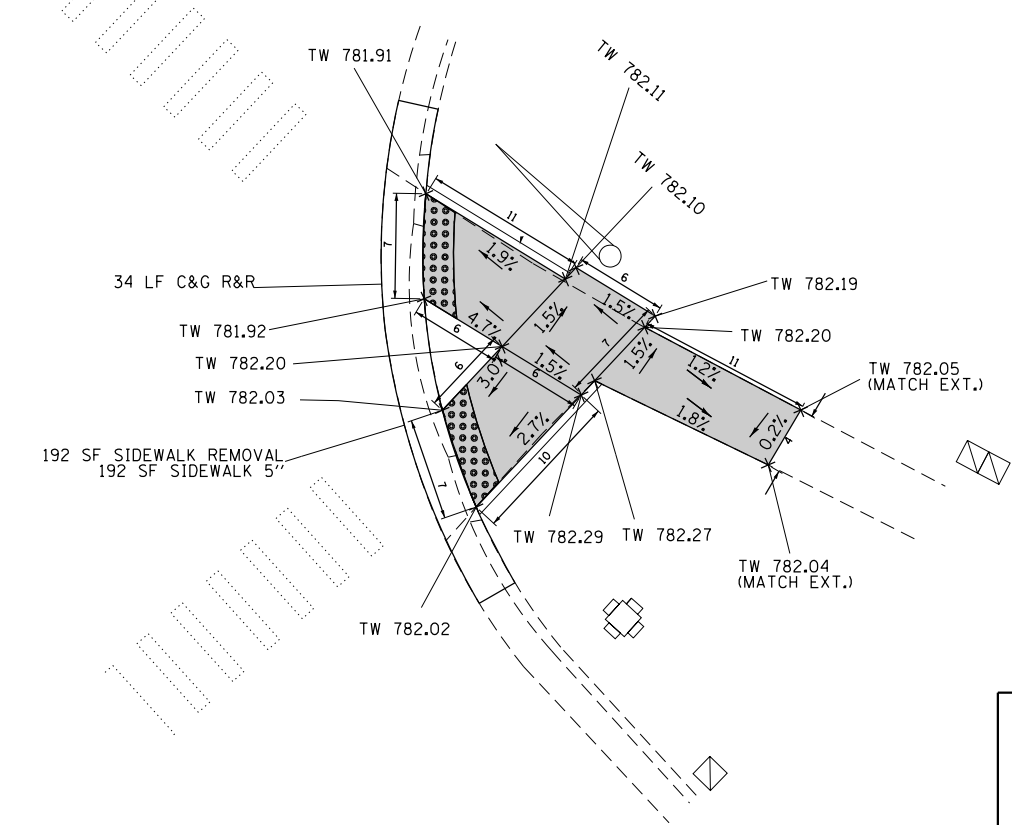 TW 781.91
TW 782.11
TW 782.10
11
7
1.9%
6
34 LF C&G R&R
TW 782.19
1.5%
TW 781.92
4.7%
1.5%
TW 782.20
6
7
1.5%
11
TW 782.20
1.2%
TW 782.05
(MATCH EXT.)
3.0%
1.5%
6
6
TW 782.03
1.8%
0.2%
4
2.7%
192 SF SIDEWALK REMOVAL
192 SF SIDEWALK 5"
10
7
TW 782.29
TW 782.27
TW 782.04
(MATCH EXT.)
TW 782.02